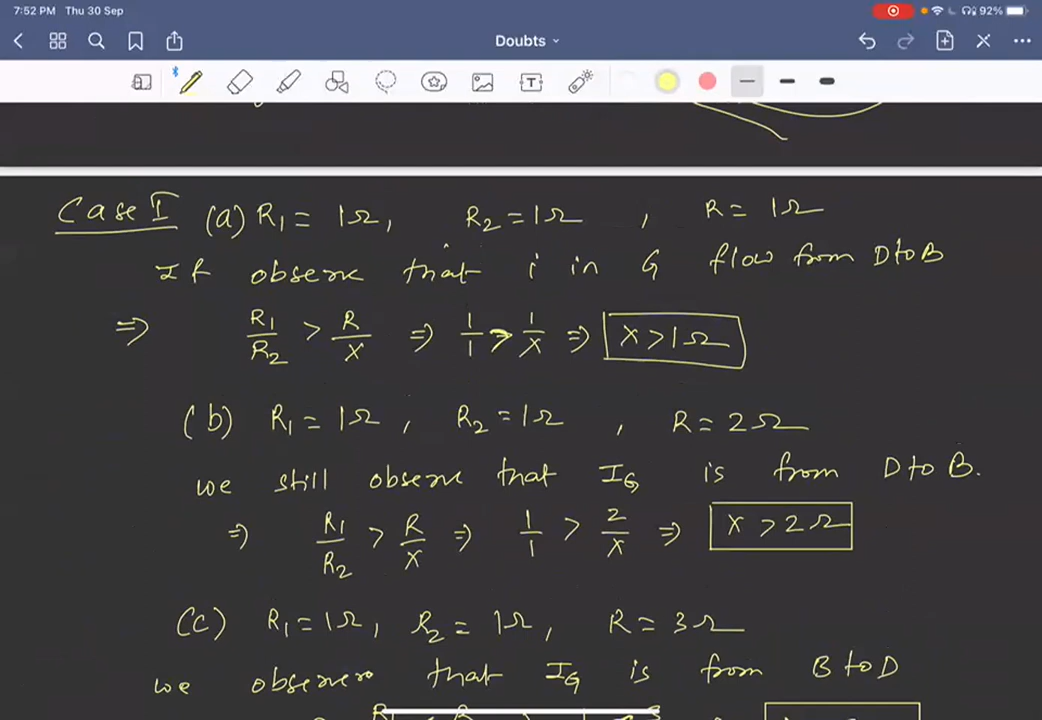 7:52 PM Thu 30 Sep 92%
Doubts
Case I (a) R₁ = 1Ω, R₂ = 1Ω , R = 1Ω
If observe that i in G flow from D to B
⇒ R₁/R₂ > R/X ⇒ 1/1 > 1/X ⇒ X > 1Ω
(b) R₁ = 1Ω, R₂ = 1Ω , R = 2Ω
we still observe that I_G is from D to B.
⇒ R₁/R₂ > R/X ⇒ 1/1 > 2/X ⇒ X > 2Ω
(c) R₁ = 1Ω, R₂ = 1Ω, R = 3Ω
we observe that I_G is from B to D